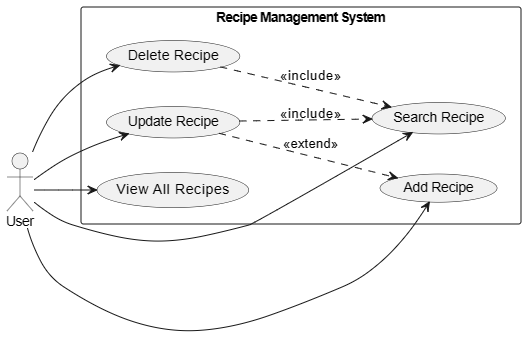 Recipe Management System
Delete Recipe
«include»
Update Recipe
«include»
Search Recipe
«extend»
View All Recipes
Add Recipe
User